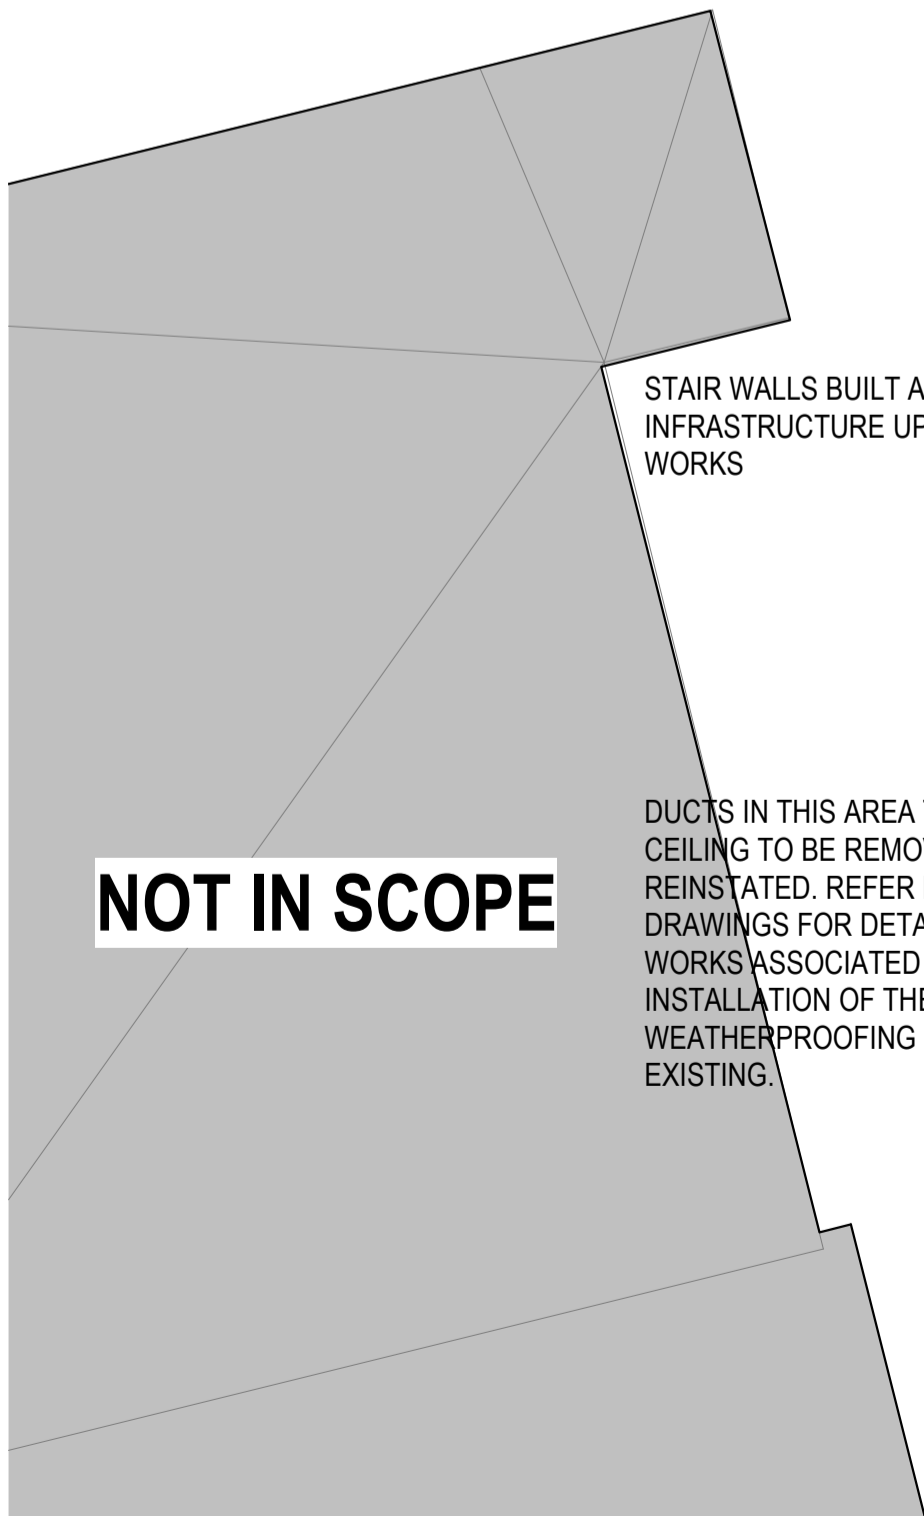 STAIR WALLS BUILT A
INFRASTRUCTURE UP
WORKS
DUCTS IN THIS AREA
CEILING TO BE REMO
REINSTATED. REFER
DRAWINGS FOR DETA
WORKS ASSOCIATED
INSTALLATION OF THE
WEATHERPROOFING
EXISTING.
NOT IN SCOPE